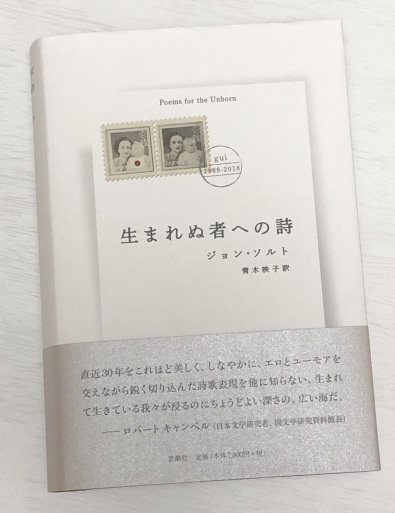 Poems for the Unborn
gui
1988-2018
生まれぬ者への詩
ジョン・ソルト
青木映子訳
直近30年をこれほど美しく、しなやかに、エロとユーモアを
交えながら鋭く切り込んだ詩歌表現を他に知らない。生まれ
て生きている我々が浸るのにちょうどよい深さの、広い海だ。
――ロバート キャンベル（日本文学研究者、国文学研究資料館長）
思潮社 定価（本体2,800円+税）